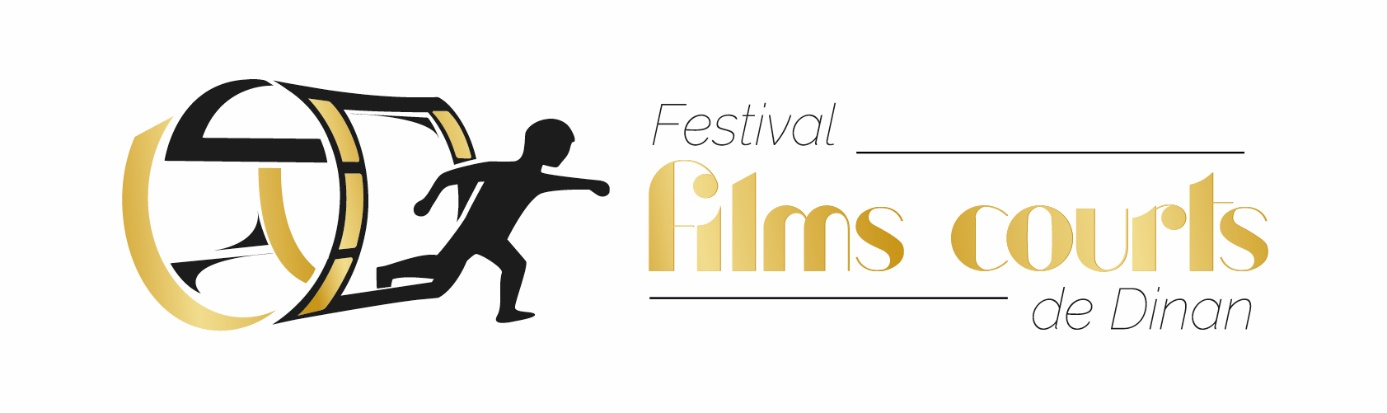 Festival
films courts
de Dinan